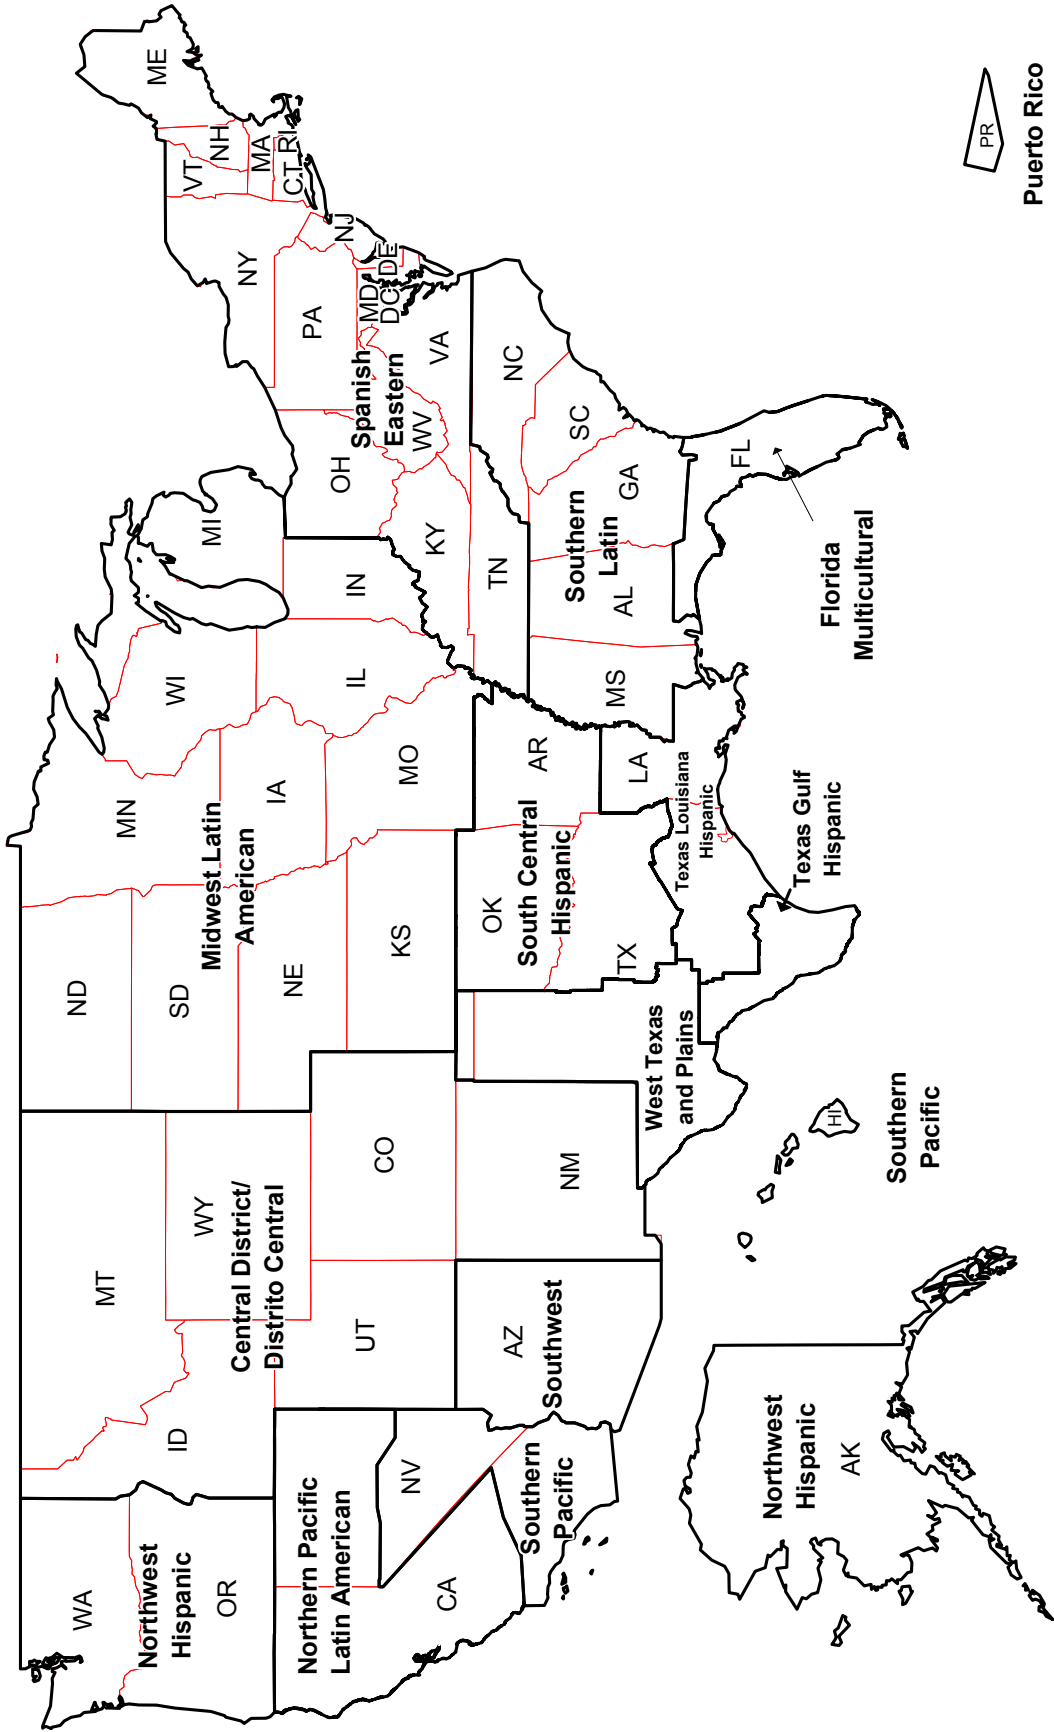 WA
Northwest
Hispanic
OR
MT
ID
WY
Central District/
Distrito Central
UT
CO
ND
SD
NE
KS
MN
Midwest Latin
American
IA
MO
WI
IL
MI
IN
OH
KY
TN
Spanish
Eastern
WV
VA
PA
MD
DC
DE
NJ
NY
VT
NH
MA
CT
RI
ME
Northern Pacific
Latin American
NV
CA
Southern
Pacific
AZ
Southwest
NM
West Texas
and Plains
OK
South Central
Hispanic
AR
TX
LA
Texas Louisiana
Hispanic
Texas Gulf
Hispanic
MS
AL
GA
Southern
Latin
SC
NC
FL
Florida
Multicultural
Northwest
Hispanic
AK
HI
Southern
Pacific
PR
Puerto Rico